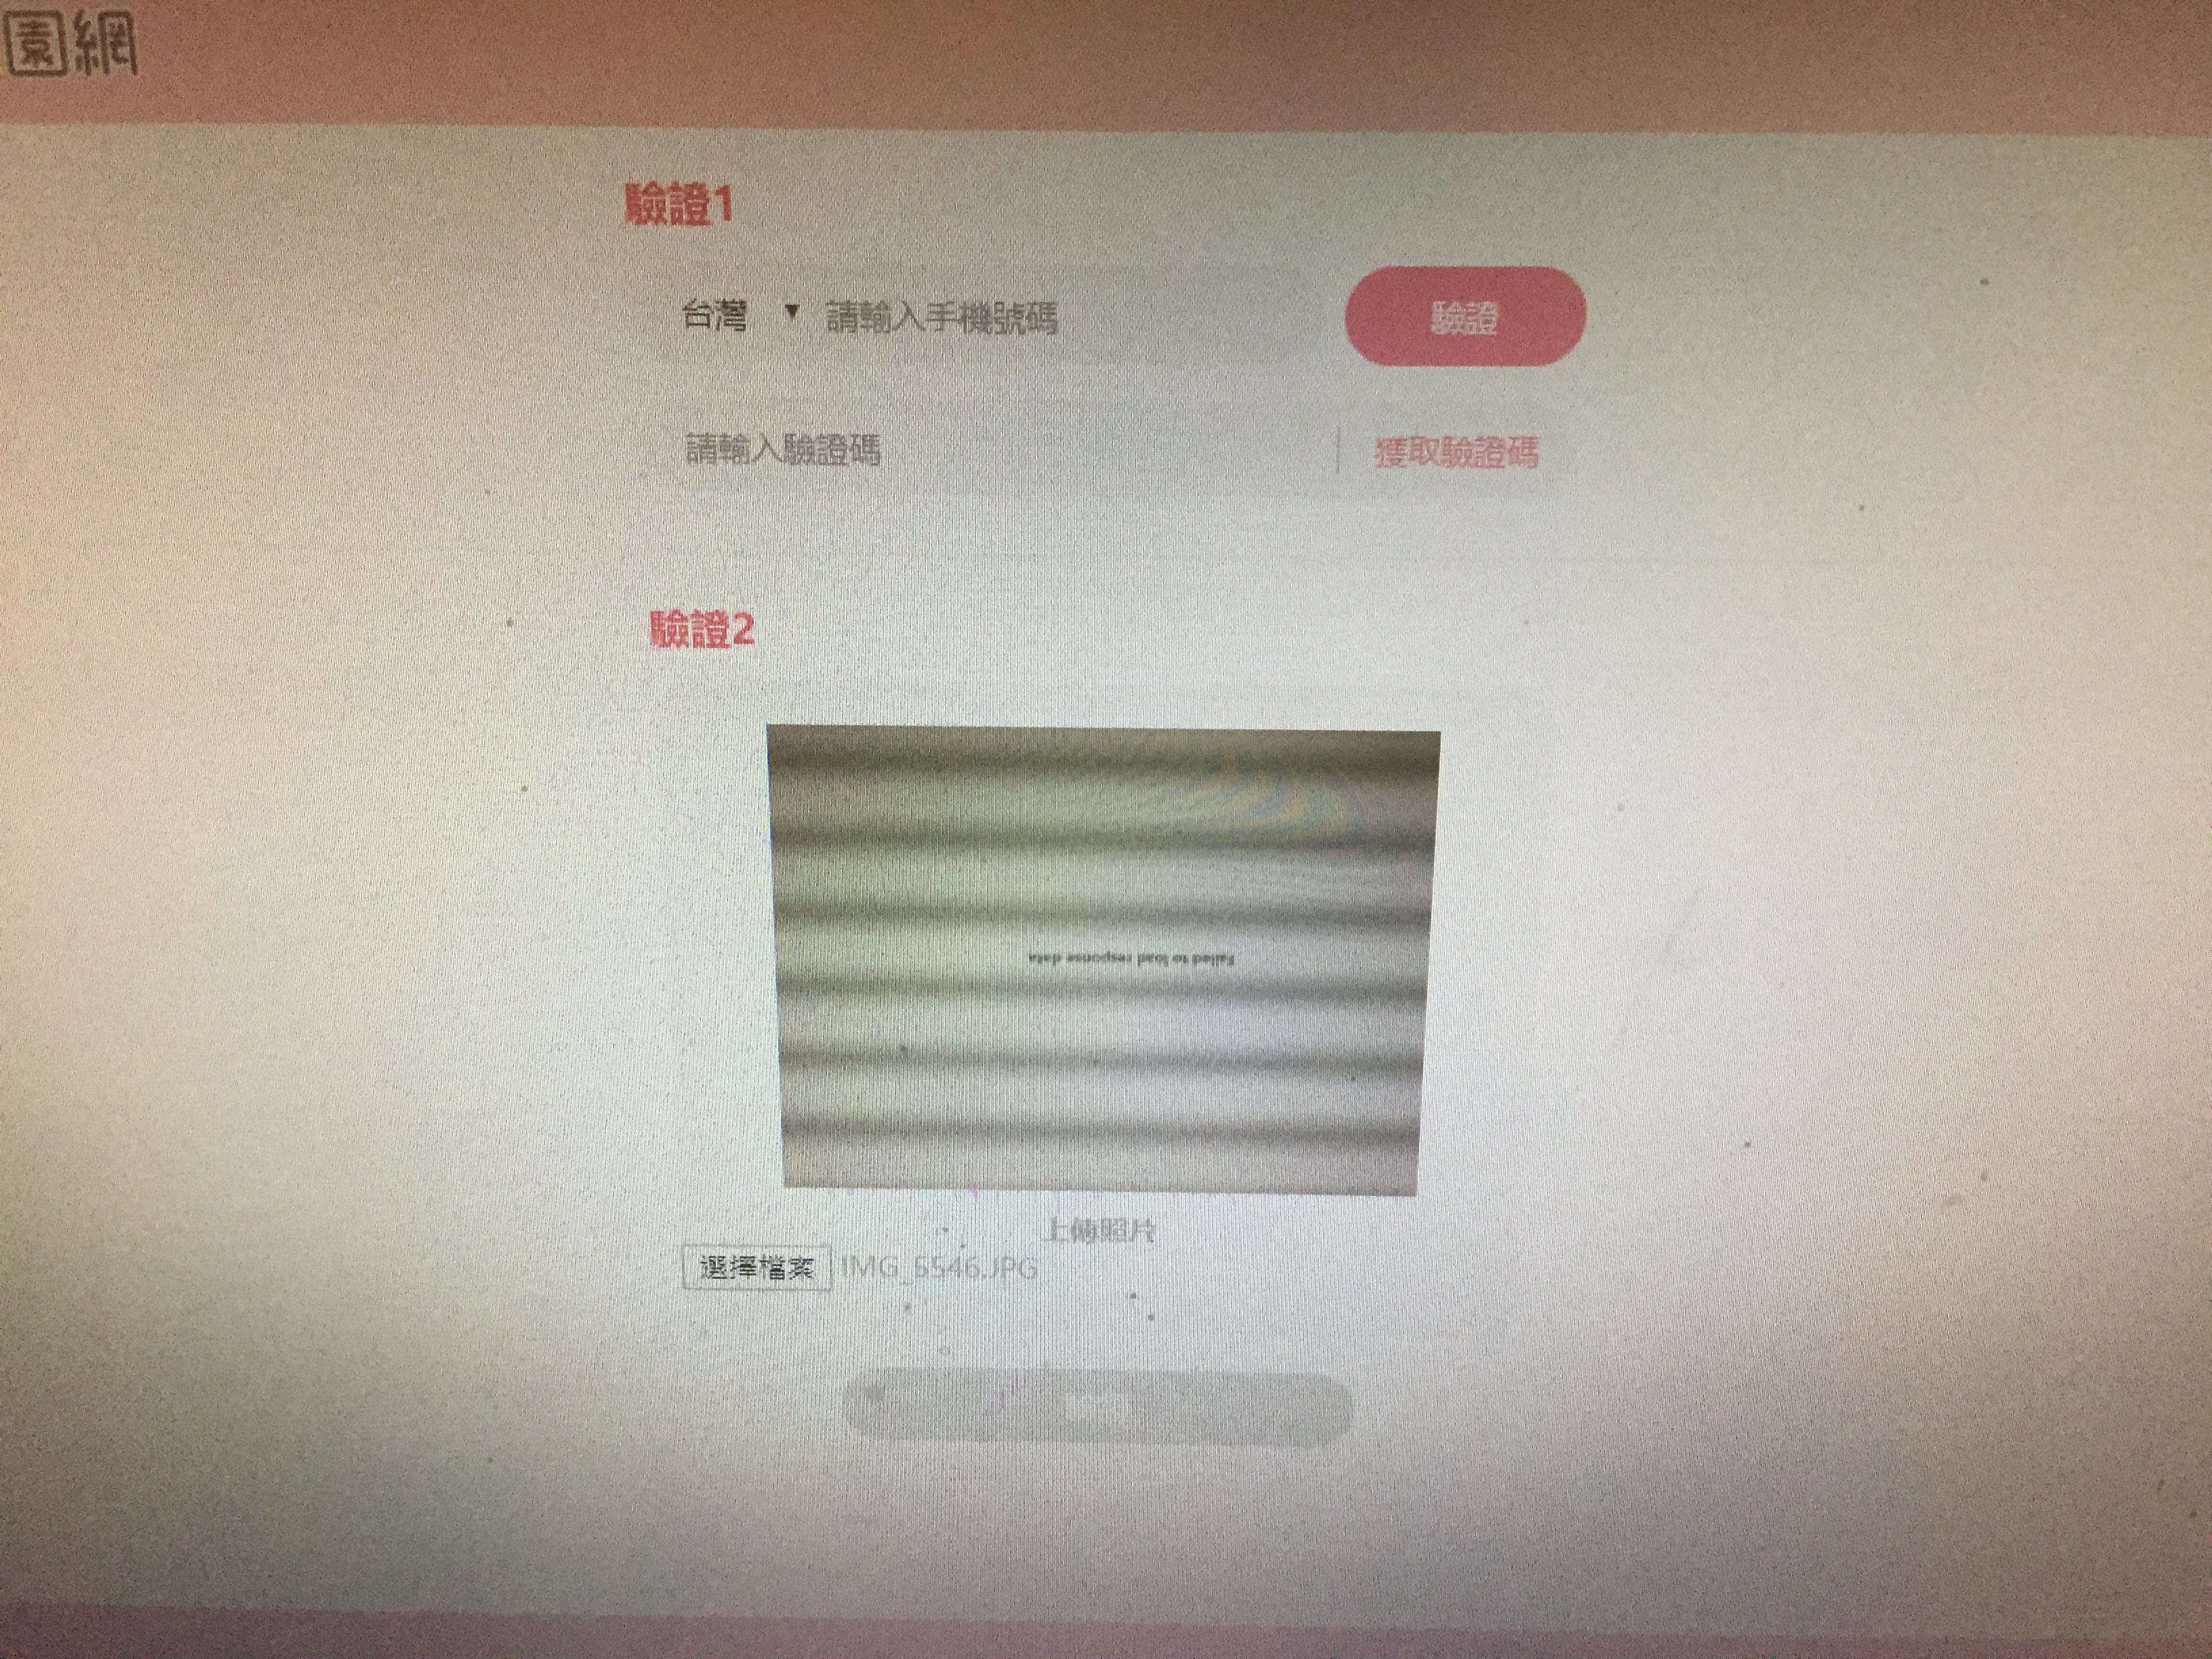 園網
驗證1
台灣 ▼ 請輸入手機號碼 驗證
請輸入驗證碼 獲取驗證碼
驗證2
failed to load response data
上傳照片
選擇檔案 IMG_5546.JPG